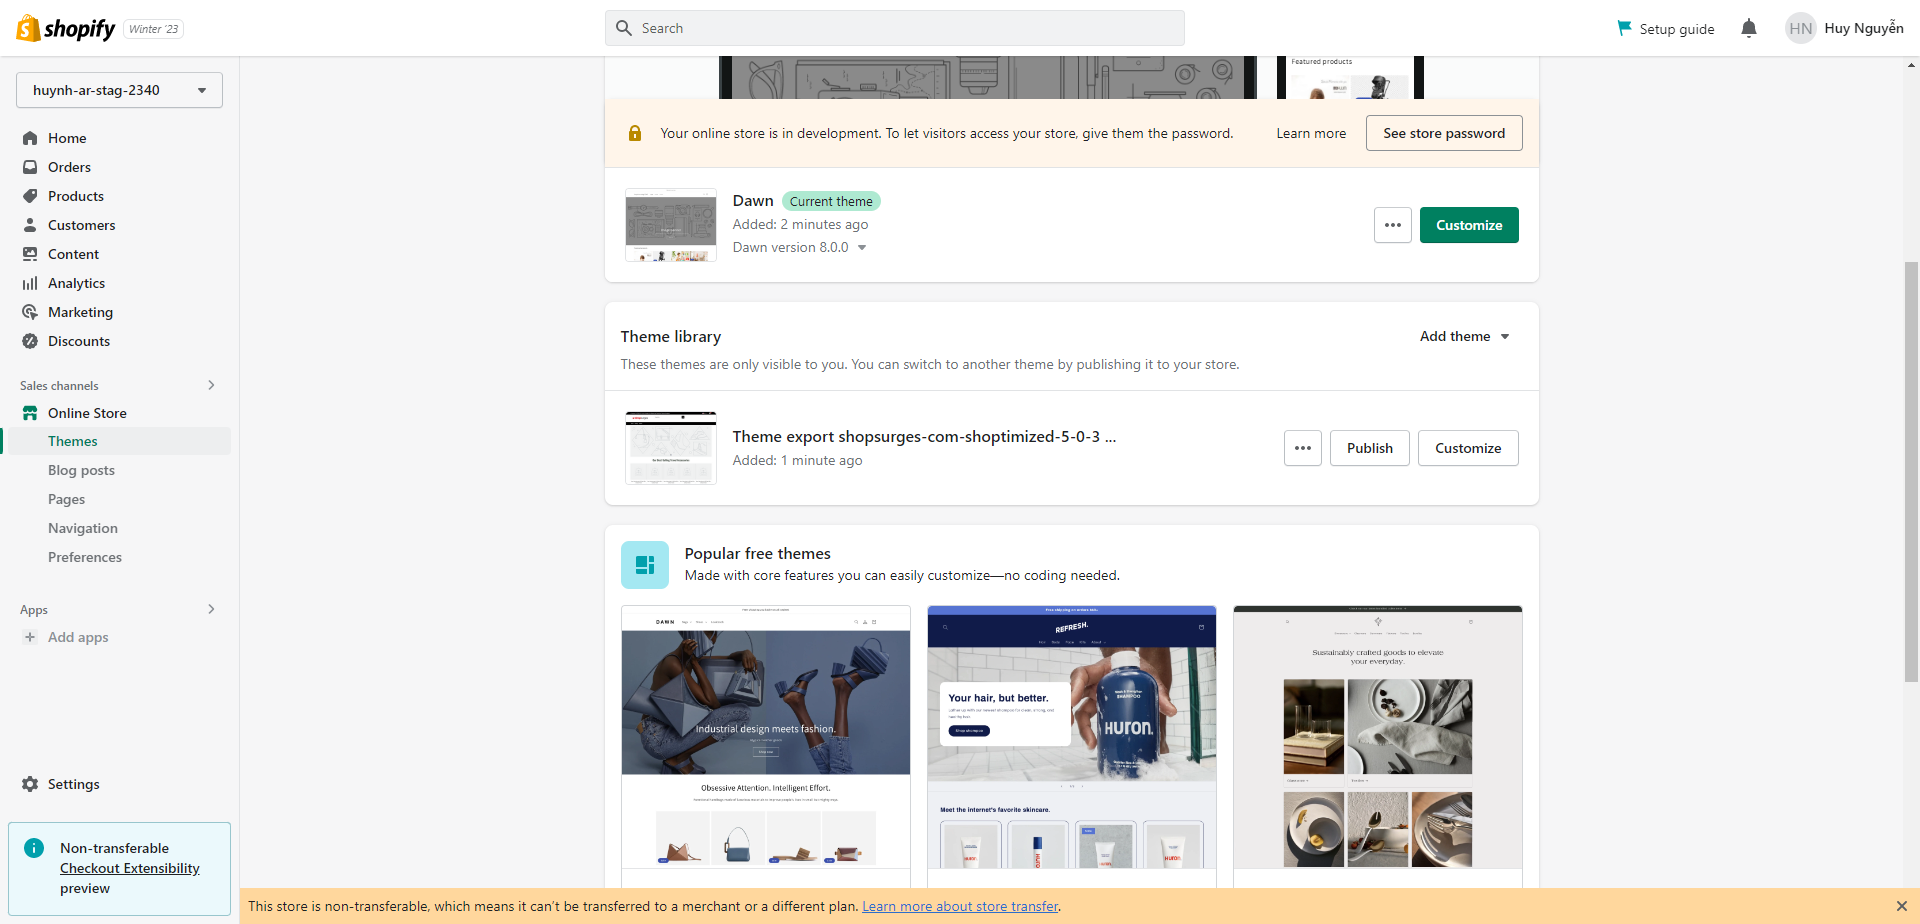 shopify
Winter '23
Search
Setup guide
HN
Huy Nguyễn
huynh-ar-stag-2340
Home
Orders
Products
Customers
Content
Analytics
Marketing
Discounts
Sales channels
Online Store
Themes
Blog posts
Pages
Navigation
Preferences
Apps
Add apps
Settings
Non-transferable
Checkout Extensibility
preview
Featured products
Your online store is in development. To let visitors access your store, give them the password.
Learn more
See store password
Dawn
Current theme
Added: 2 minutes ago
Dawn version 8.0.0
Customize
Theme library
Add theme
These themes are only visible to you. You can switch to another theme by publishing it to your store.
Theme export shopsurges-com-shoptimized-5-0-3 ...
Added: 1 minute ago
Publish
Customize
Popular free themes
Made with core features you can easily customize—no coding needed.
DAWN
Industrial design meets fashion.
Obsessive Attention. Intelligent Effort.
Free shipping on orders $50.
REFRESH.
Your hair, but better.
Shop shampoo
SHAMPOO
HURON.
Meet the internet's favorite skincare.
Sustainably crafted goods to elevate
your everyday.
This store is non-transferable, which means it can't be transferred to a merchant or a different plan. Learn more about store transfer.